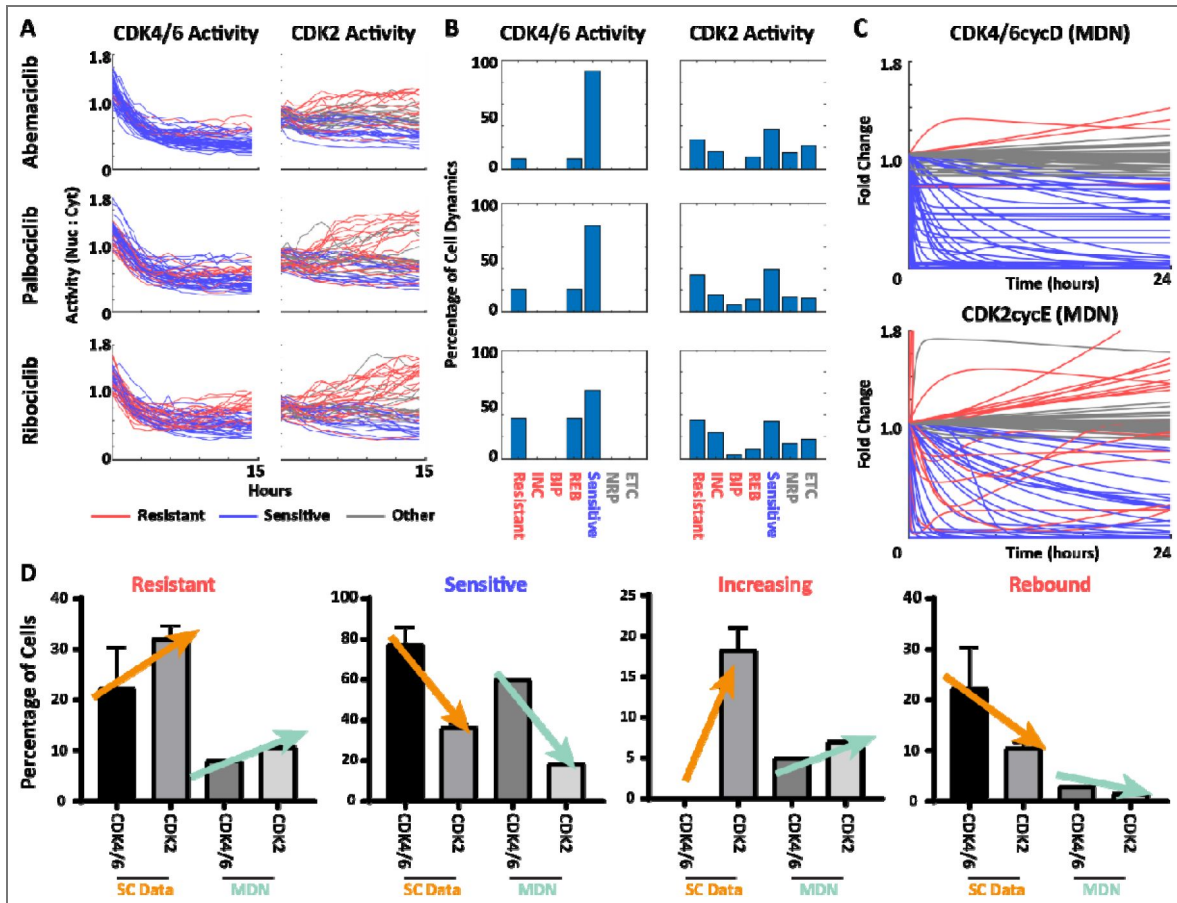 A
CDK4/6 Activity
CDK2 Activity
Abemaciclib
1.8
1.0
0
Palbociclib
Activity (Nuc : Cyt)
1.8
1.0
0
Ribociclib
1.8
1.0
0
15
15
Hours
Resistant
Sensitive
Other
B
CDK4/6 Activity
CDK2 Activity
Percentage of Cell Dynamics
100
50
0
100
50
0
100
50
0
Resistant
INC
BIP
REB
Sensitive
NRP
ETC
Resistant
INC
BIP
REB
Sensitive
NRP
ETC
C
CDK4/6cycD (MDN)
1.8
Fold Change
1.0
0
Time (hours)
24
CDK2cycE (MDN)
1.8
Fold Change
1.0
0
Time (hours)
24
D
Resistant
Percentage of Cells
40
30
20
10
0
CDK4/6
CDK2
CDK4/6
CDK2
SC Data
MDN
Sensitive
100
80
60
40
20
0
CDK4/6
CDK2
CDK4/6
CDK2
SC Data
MDN
Increasing
25
20
15
10
5
0
CDK4/6
CDK2
CDK4/6
CDK2
SC Data
MDN
Rebound
40
30
20
10
0
CDK4/6
CDK2
CDK4/6
CDK2
SC Data
MDN